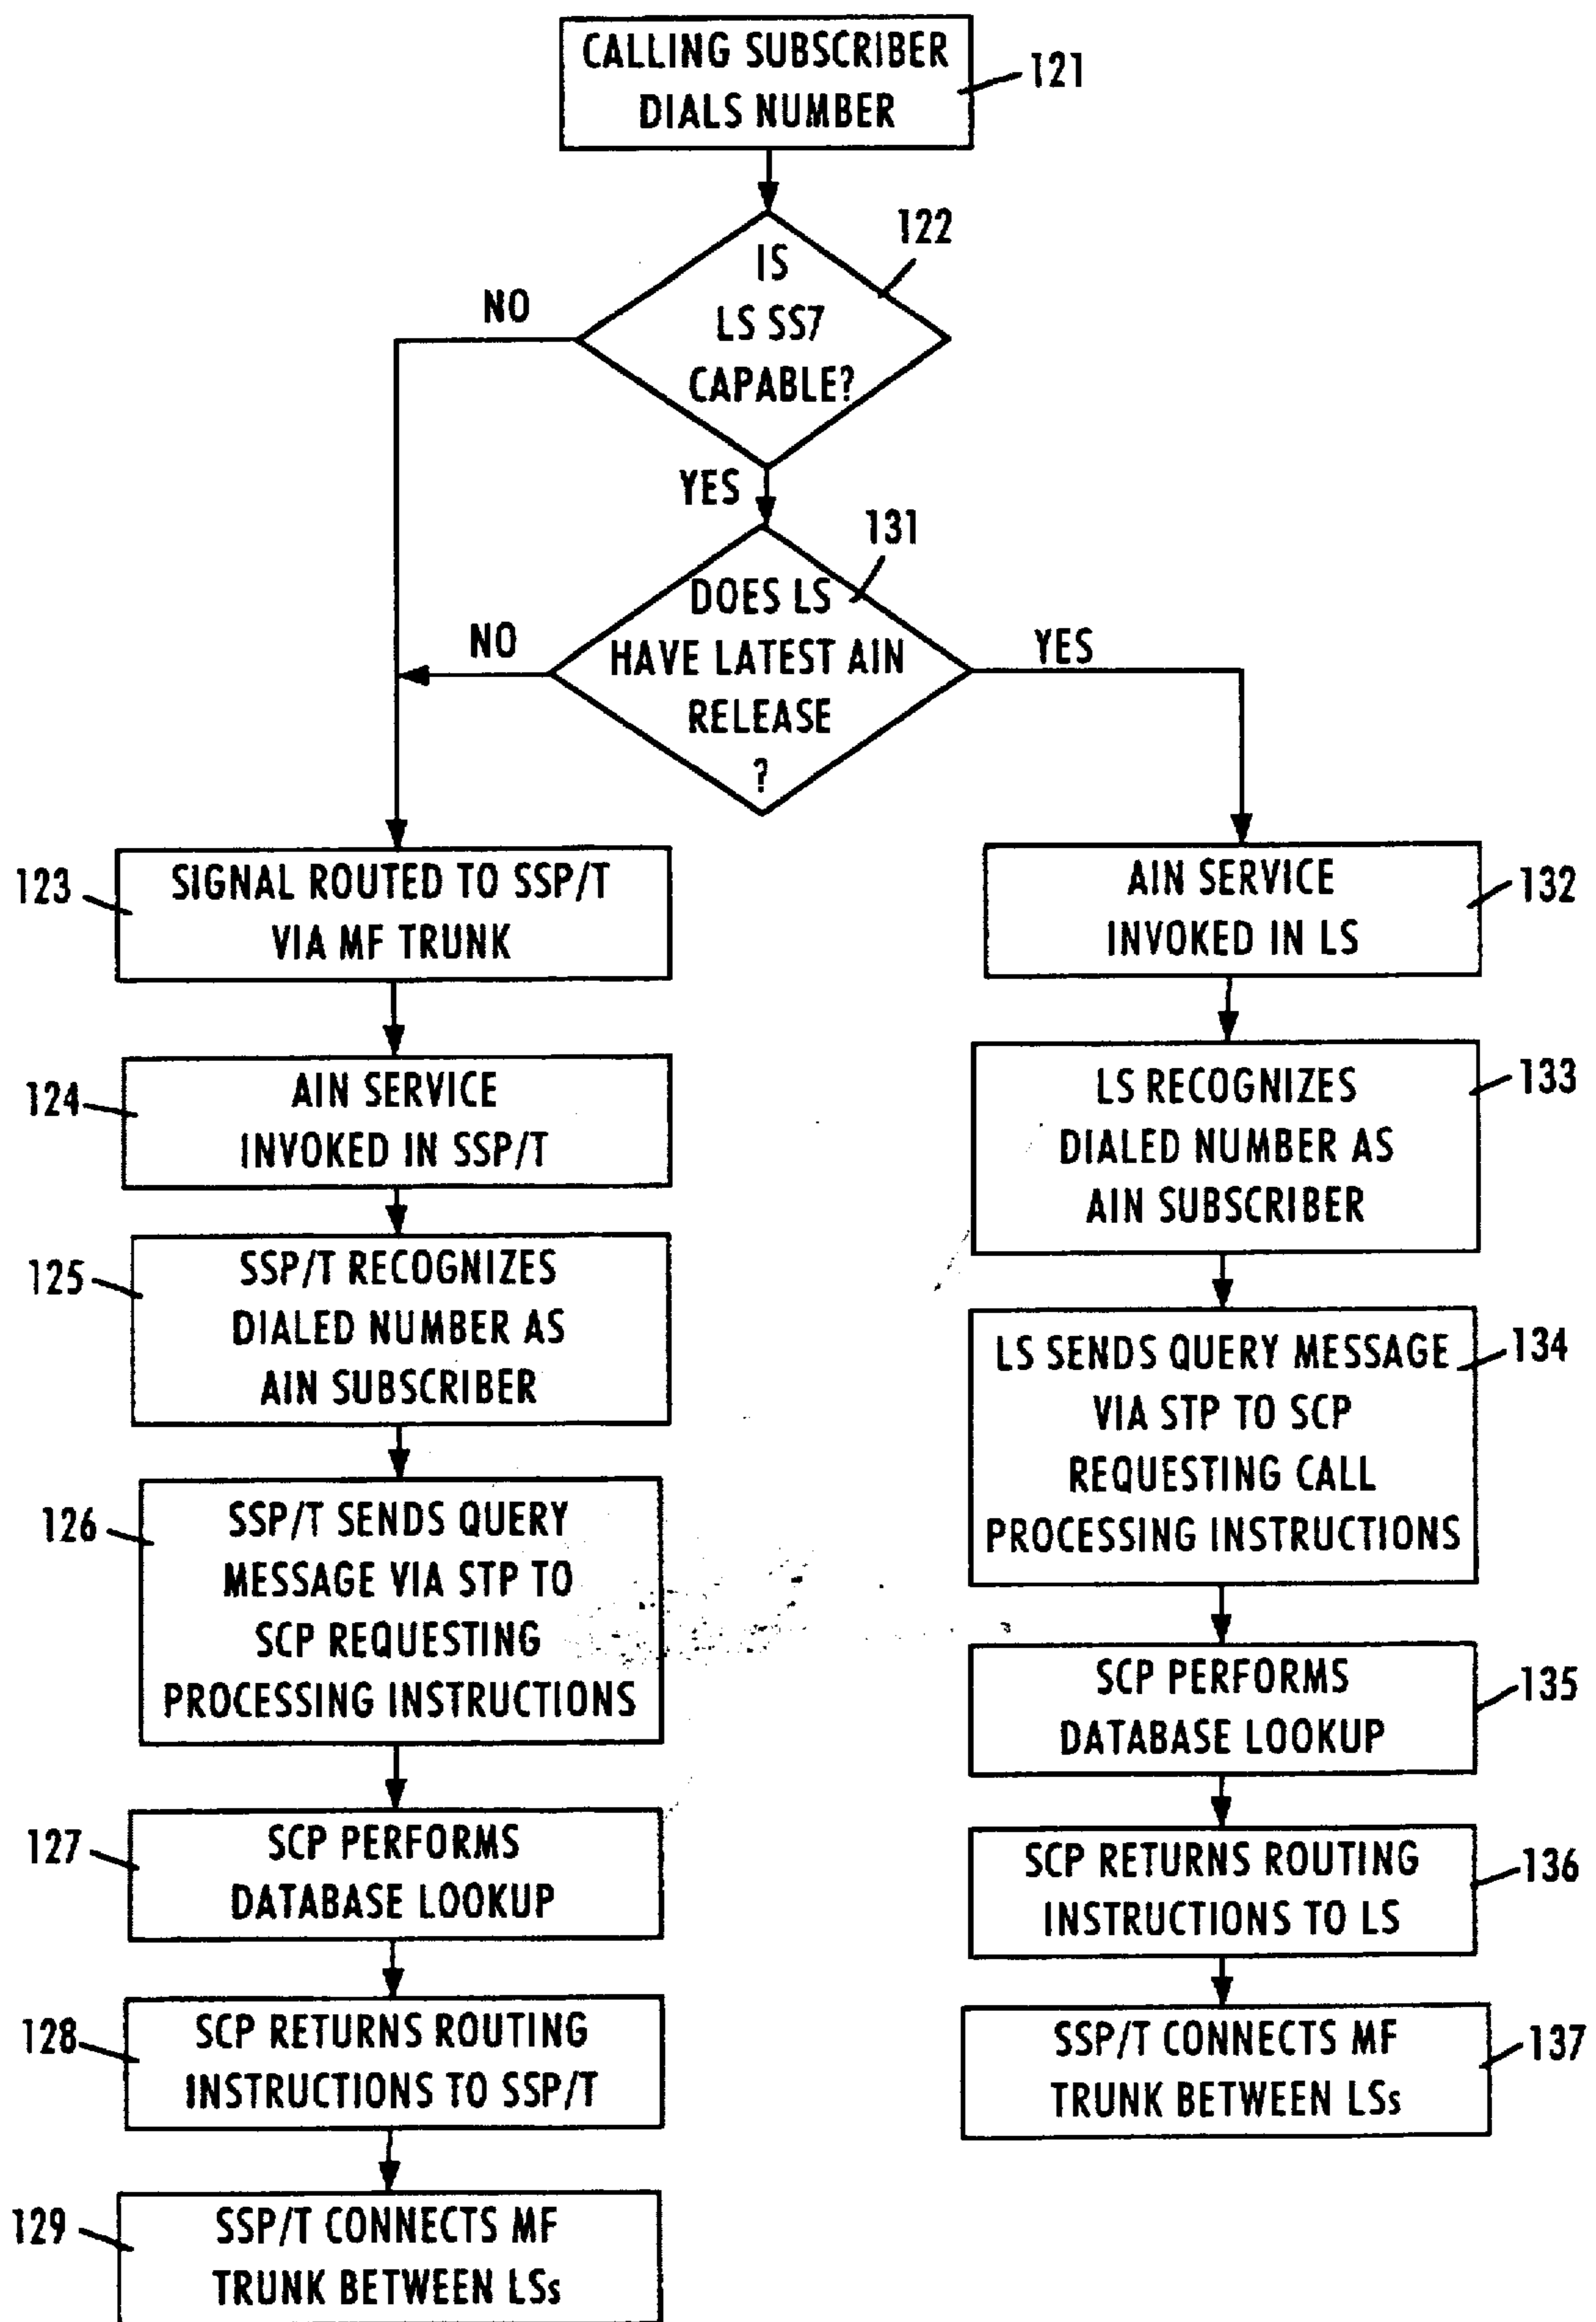 CALLING SUBSCRIBER
DIALS NUMBER
121
IS
LS SS7
CAPABLE?
122
NO
YES
DOES LS
HAVE LATEST AIN
RELEASE
?
131
NO
YES
123
SIGNAL ROUTED TO SSP/T
VIA MF TRUNK
124
AIN SERVICE
INVOKED IN SSP/T
125
SSP/T RECOGNIZES
DIALED NUMBER AS
AIN SUBSCRIBER
126
SSP/T SENDS QUERY
MESSAGE VIA STP TO
SCP REQUESTING
PROCESSING INSTRUCTIONS
127
SCP PERFORMS
DATABASE LOOKUP
128
SCP RETURNS ROUTING
INSTRUCTIONS TO SSP/T
129
SSP/T CONNECTS MF
TRUNK BETWEEN LSs
AIN SERVICE
INVOKED IN LS
132
LS RECOGNIZES
DIALED NUMBER AS
AIN SUBSCRIBER
133
LS SENDS QUERY MESSAGE
VIA STP TO SCP
REQUESTING CALL
PROCESSING INSTRUCTIONS
134
SCP PERFORMS
DATABASE LOOKUP
135
SCP RETURNS ROUTING
INSTRUCTIONS TO LS
136
SSP/T CONNECTS MF
TRUNK BETWEEN LSs
137